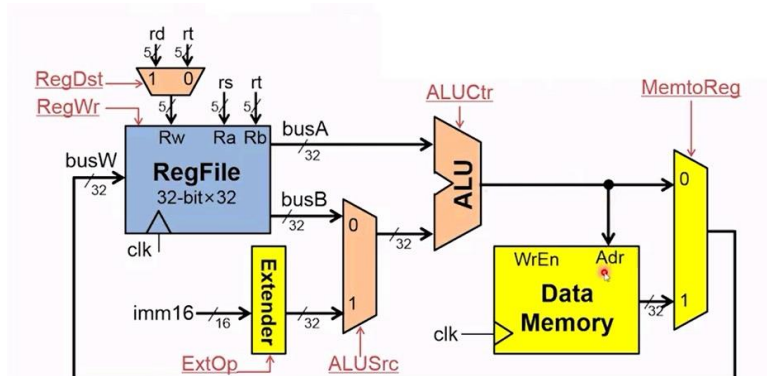 rd rt
5 5
RegDst 1 0
RegWr 5 rs 5 rt 5
Rw Ra Rb
busA
32
busW
32
RegFile
32-bit×32
busB
32
clk
ALUCtr
ALU
MemtoReg
0
0
1
32
imm16
16
Extender
32
ExtOp
ALUSrc
WrEn Adr
Data
Memory
clk
32
1